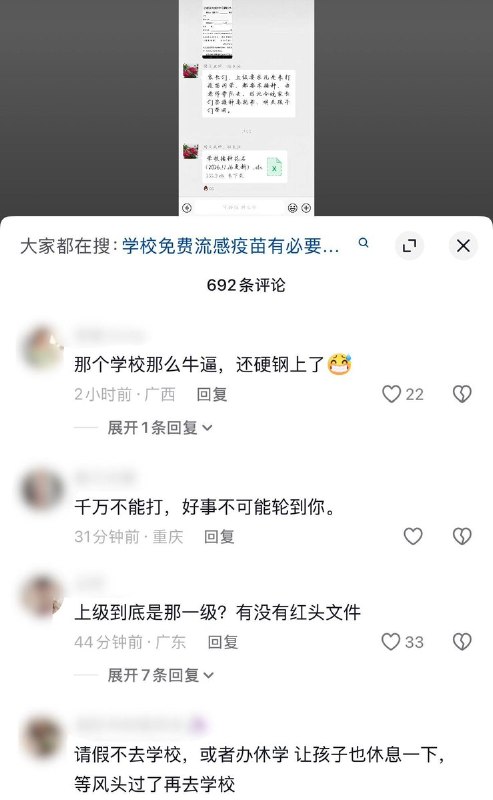 大家都在搜:学校免费流感疫苗有必要...
692条评论
那个学校那么牛逼，还硬钢上了😅
2小时前·广西 回复 22
展开1条回复
千万不能打，好事不可能轮到你。
31分钟前·重庆 回复
上级到底是那一级？有没有红头文件
44分钟前·广东 回复 33
展开7条回复
请假不去学校，或者办休学 让孩子也休息一下，
等风头过了再去学校